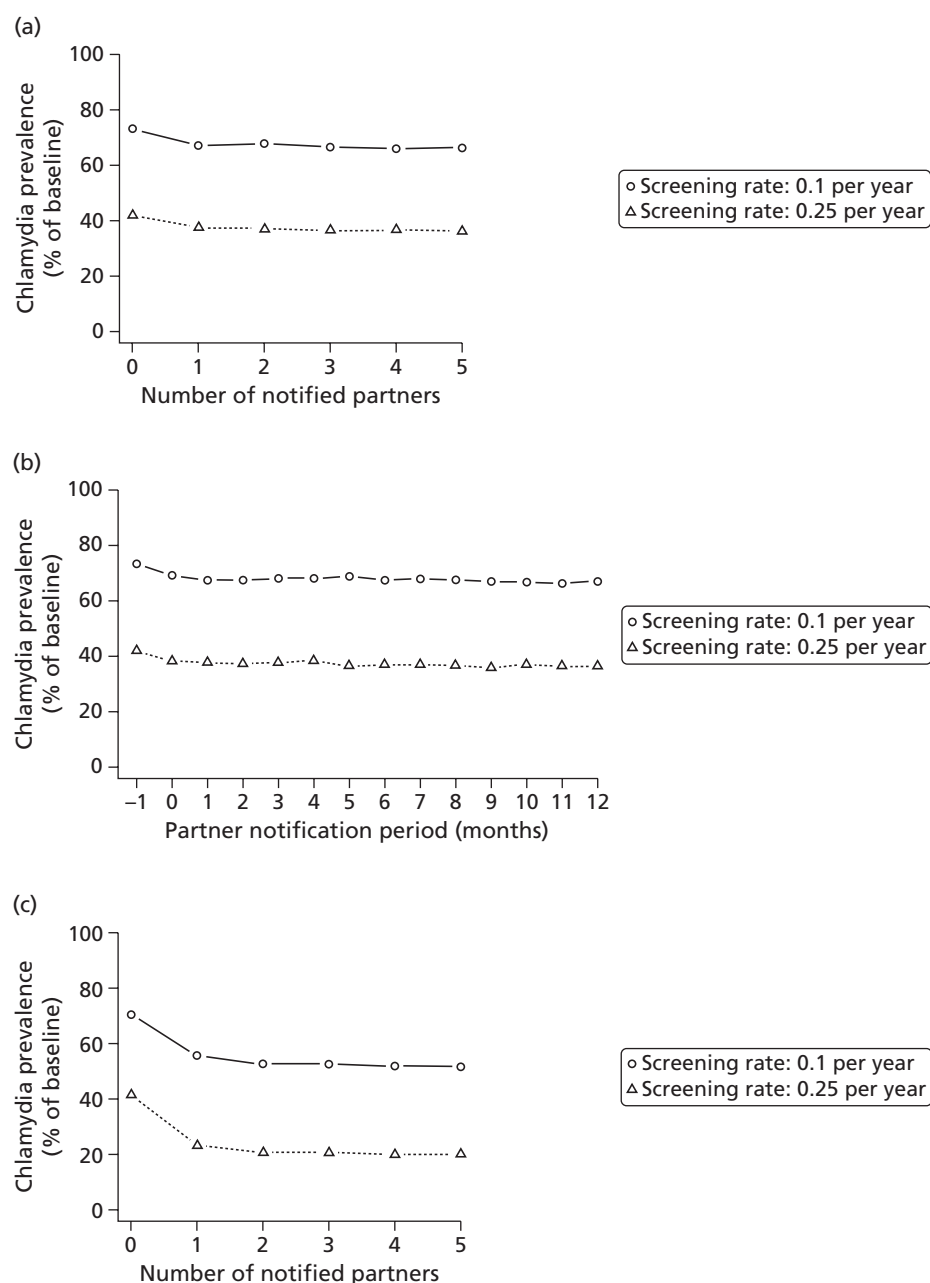 (a)
Chlamydia prevalence
(% of baseline)
100
80
60
40
20
0
0 1 2 3 4 5
Number of notified partners
Screening rate: 0.1 per year
Screening rate: 0.25 per year
(b)
Chlamydia prevalence
(% of baseline)
100
80
60
40
20
0
−1 0 1 2 3 4 5 6 7 8 9 10 11 12
Partner notification period (months)
Screening rate: 0.1 per year
Screening rate: 0.25 per year
(c)
Chlamydia prevalence
(% of baseline)
100
80
60
40
20
0
0 1 2 3 4 5
Number of notified partners
Screening rate: 0.1 per year
Screening rate: 0.25 per year